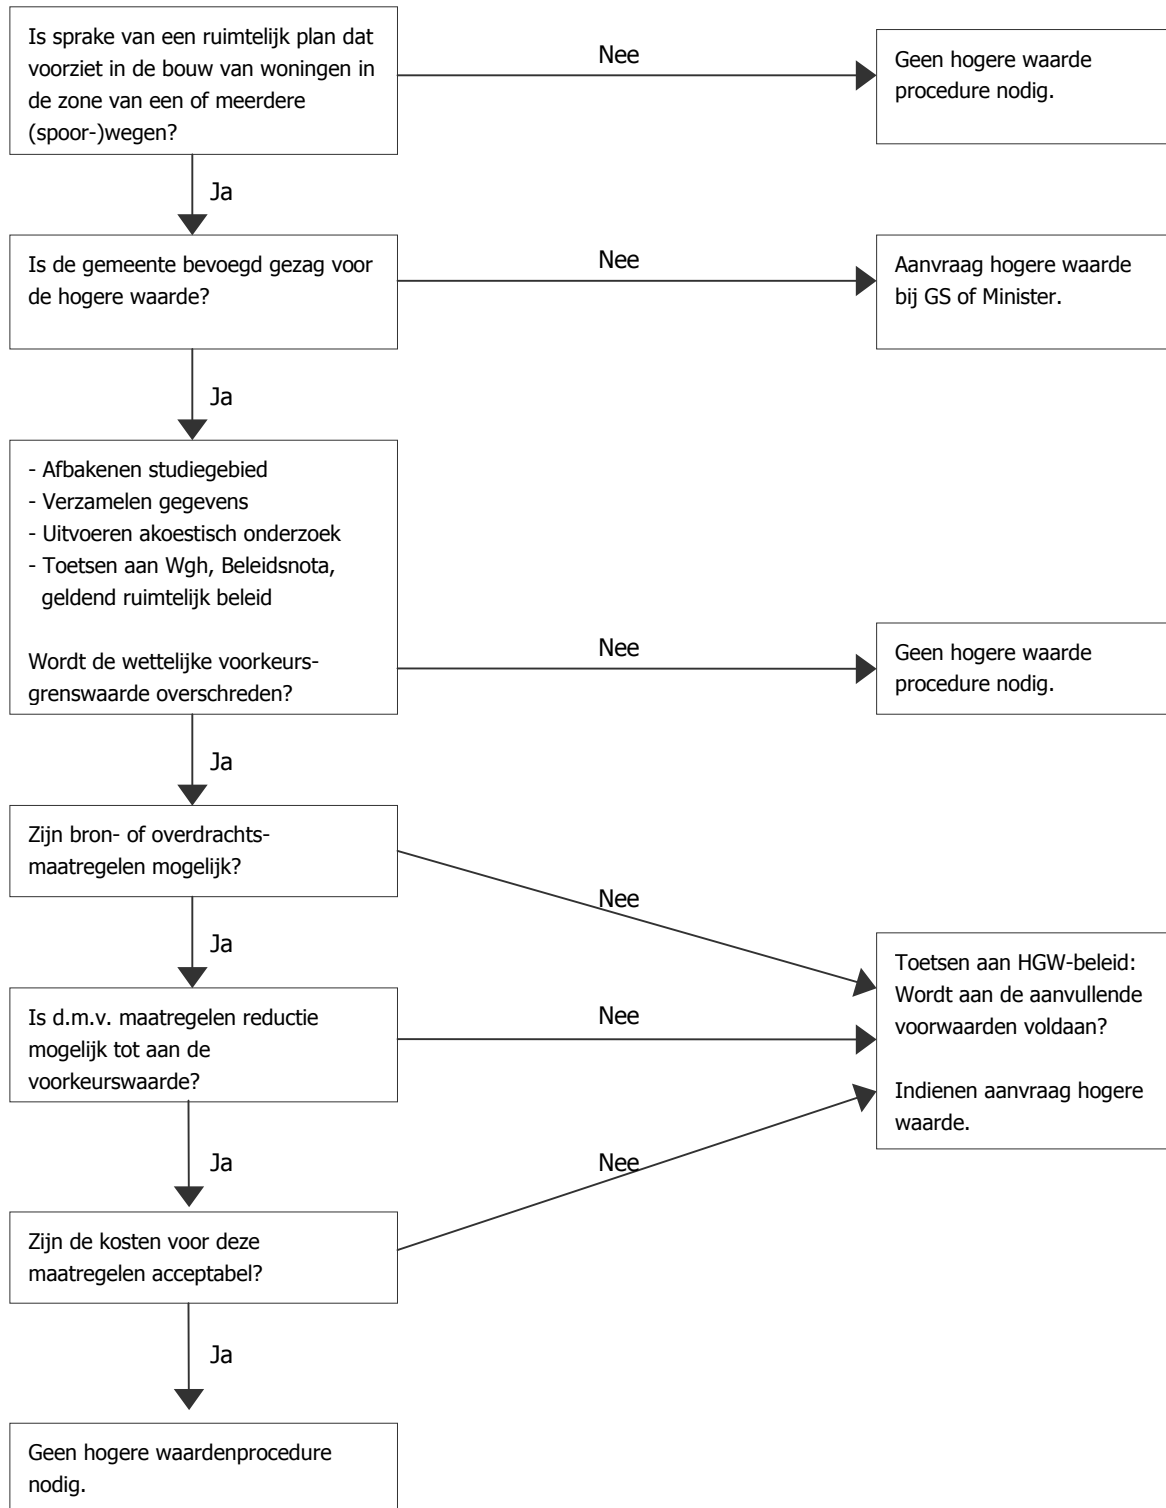 Is sprake van een ruimtelijk plan dat
voorziet in de bouw van woningen in
de zone van een of meerdere
(spoor-)wegen?
Nee
Geen hogere waarde
procedure nodig.
Ja
Is de gemeente bevoegd gezag voor
de hogere waarde?
Nee
Aanvraag hogere waarde
bij GS of Minister.
Ja
- Afbakenen studiegebied
- Verzamelen gegevens
- Uitvoeren akoestisch onderzoek
- Toetsen aan Wgh, Beleidsnota,
geldend ruimtelijk beleid
Wordt de wettelijke voorkeurs-
grenswaarde overschreden?
Nee
Geen hogere waarde
procedure nodig.
Ja
Zijn bron- of overdrachts-
maatregelen mogelijk?
Nee
Ja
Is d.m.v. maatregelen reductie
mogelijk tot aan de
voorkeurswaarde?
Nee
Toetsen aan HGW-beleid:
Wordt aan de aanvullende
voorwaarden voldaan?
Indienen aanvraag hogere
waarde.
Ja
Nee
Zijn de kosten voor deze
maatregelen acceptabel?
Ja
Geen hogere waardenprocedure
nodig.